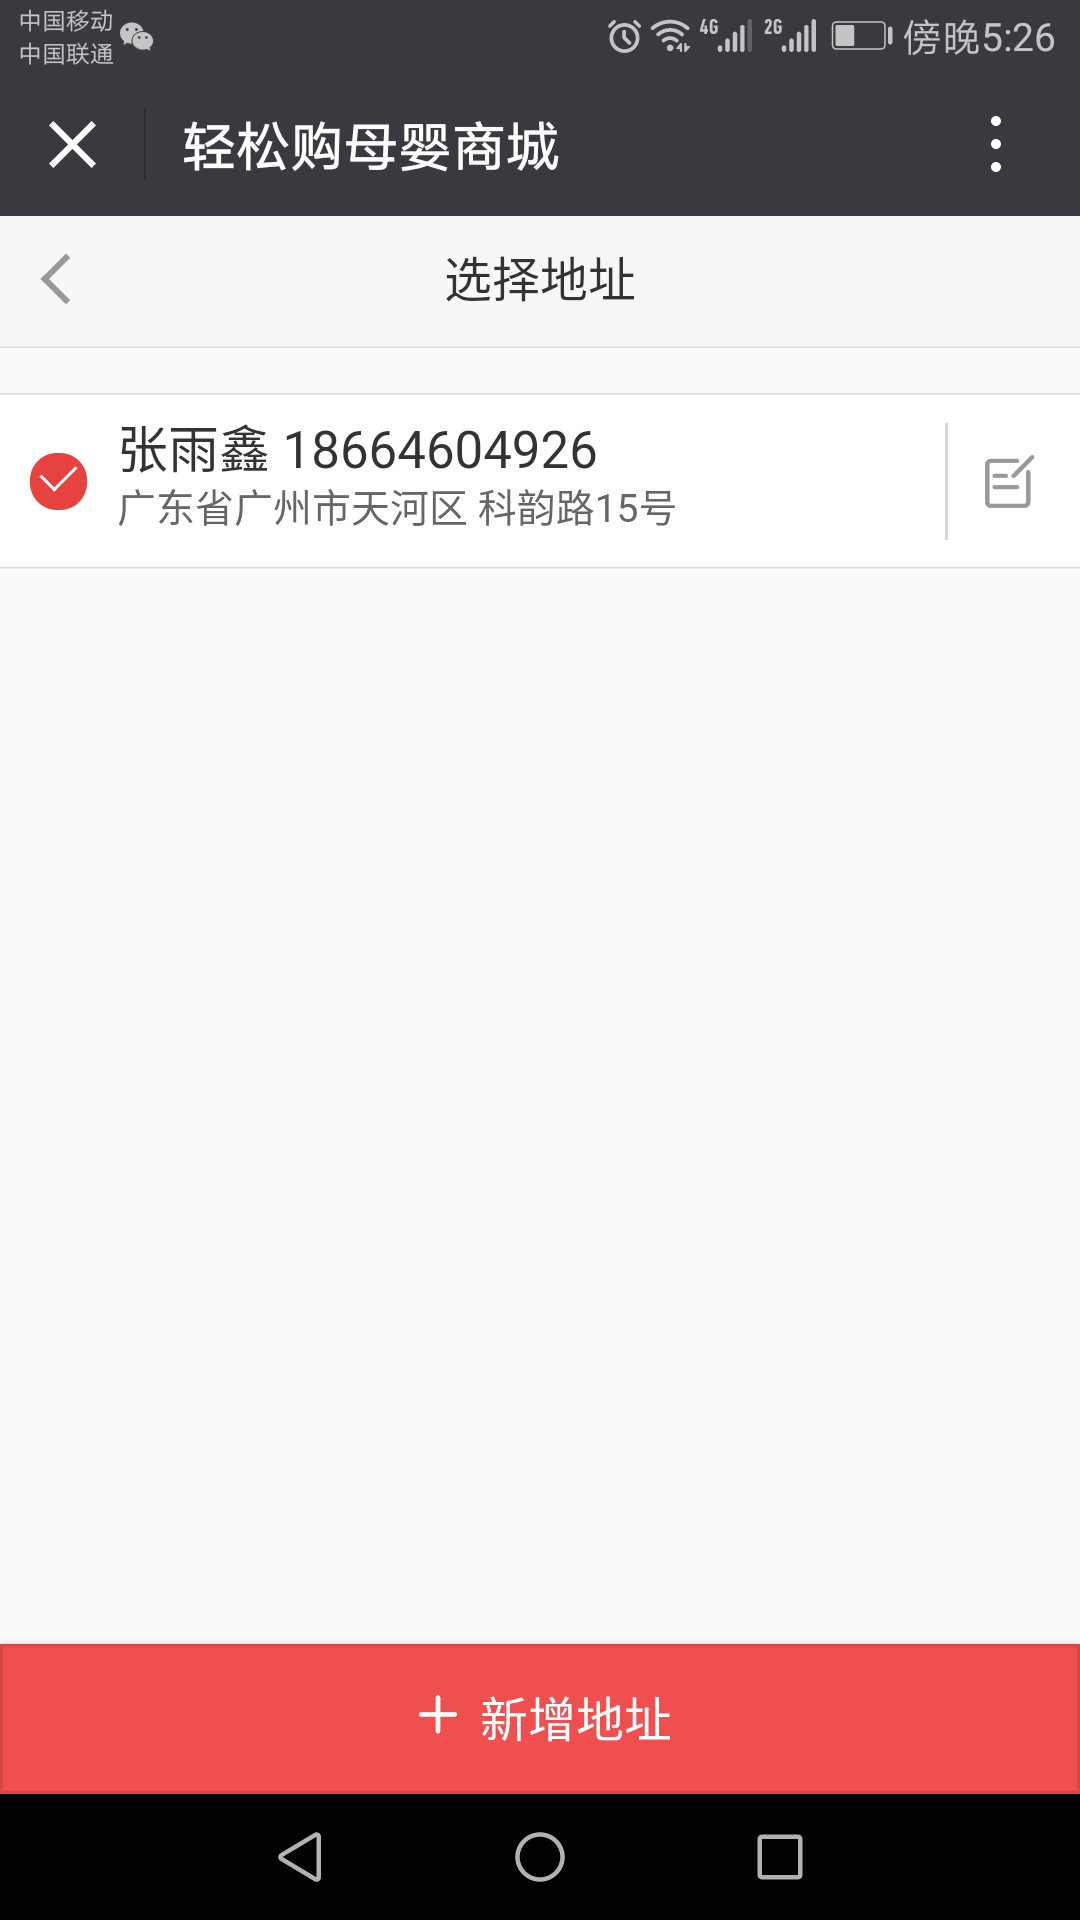 中国移动
中国联通
4G 2G 傍晚5:26
轻松购母婴商城
选择地址
张雨鑫 18664604926
广东省广州市天河区 科韵路15号
新增地址